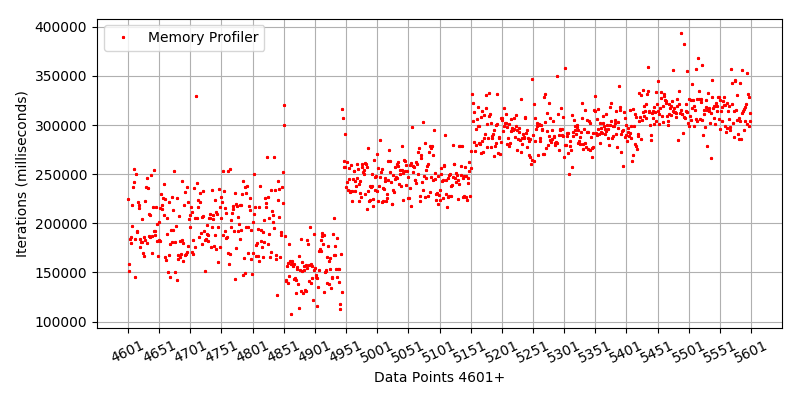 Memory Profiler
Iterations (milliseconds)
400000
350000
300000
250000
200000
150000
100000
4601 4651 4701 4751 4801 4851 4901 4951 5001 5051 5101 5151 5201 5251 5301 5351 5401 5451 5501 5551 5601
Data Points 4601+